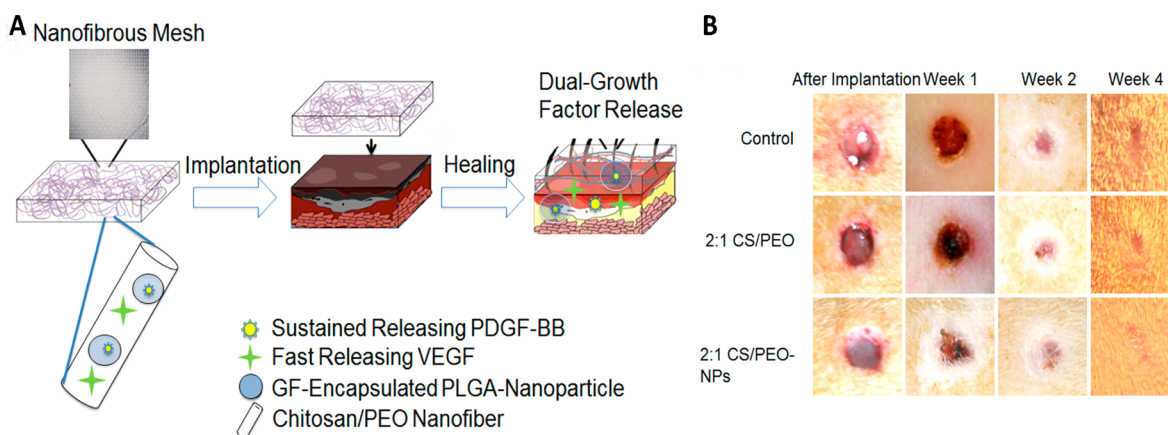 A
Nanofibrous Mesh
Implantation
Healing
Dual-Growth
Factor Release
Sustained Releasing PDGF-BB
Fast Releasing VEGF
GF-Encapsulated PLGA-Nanoparticle
Chitosan/PEO Nanofiber
B
After Implantation Week 1 Week 2 Week 4
Control
2:1 CS/PEO
2:1 CS/PEO-
NPs